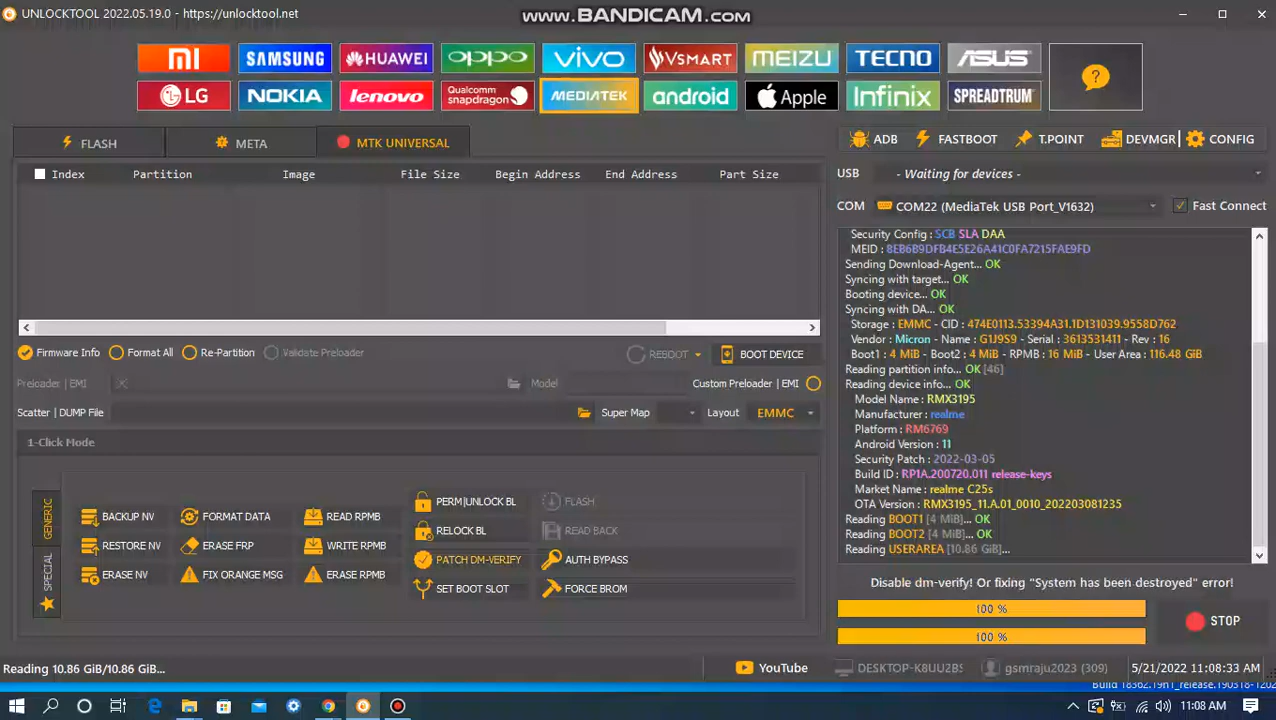 UNLOCKTOOL 2022.05.19.0 - https://unlocktool.net
www.BANDICAM.com
SAMSUNG HUAWEI oppo vivo VSMART MEIZU TECNO ASUS
LG NOKIA lenovo Qualcomm snapdragon MEDIATEK android Apple Infinix SPREADTRUM
FLASH META MTK UNIVERSAL
ADB FASTBOOT T.POINT DEVMGR CONFIG
Index Partition Image File Size Begin Address End Address Part Size
USB - Waiting for devices -
COM COM22 (MediaTek USB Port_V1632) Fast Connect
Security Config : SCB SLA DAA
MEID : 8EB6B9DFB4E5E26A41C0FA7215FAE9FD
Sending Download-Agent... OK
Syncing with target... OK
Booting device... OK
Syncing with DA... OK
Storage : EMMC - CID : 474E0113.53394A31.1D131039.9558D762
Vendor : Micron - Name : G1J9S9 - Serial : 3613531411 - Rev : 16
Boot1 : 4 MiB - Boot2 : 4 MiB - RPMB : 16 MiB - User Area : 116.48 GiB
Reading partition info... OK [46]
Reading device info... OK
Model Name : RMX3195
Manufacturer : realme
Platform : RM6769
Android Version : 11
Security Patch : 2022-03-05
Build ID : RP1A.200720.011 release-keys
Market Name : realme C25s
OTA Version : RMX3195_11.A.01_0010_202203081235
Reading BOOT1 [4 MiB]... OK
Reading BOOT2 [4 MiB]... OK
Reading USERAREA [10.86 GiB]...
Firmware Info Format All Re-Partition Validate Preloader REBOOT BOOT DEVICE
Preloader | EMI Model Custom Preloader | EMI
Scatter | DUMP File Super Map Layout EMMC
1-Click Mode
GENERIC
SPECIAL
BACKUP NV FORMAT DATA READ RPMB PERM|UNLOCK BL FLASH
RESTORE NV ERASE FRP WRITE RPMB RELOCK BL READ BACK
ERASE NV FIX ORANGE MSG ERASE RPMB PATCH DM-VERIFY AUTH BYPASS
SET BOOT SLOT FORCE BROM
Disable dm-verify! Or fixing "System has been destroyed" error!
100 %
100 %
STOP
Reading 10.86 GiB/10.86 GiB...
YouTube DESKTOP-K8UU2BS gsmraju2023 (309) 5/21/2022 11:08:33 AM
Build 18362.19h1_release.190318-1202
11:08 AM